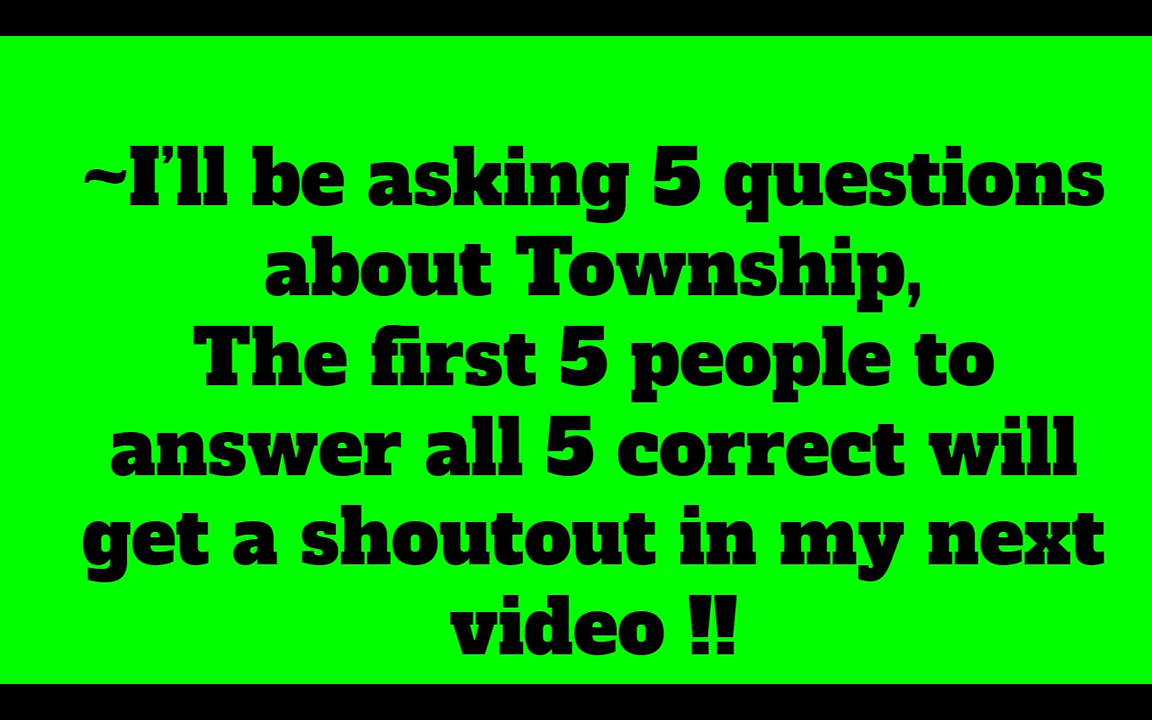 ~I'll be asking 5 questions
about Township,
The first 5 people to
answer all 5 correct will
get a shoutout in my next
video !!